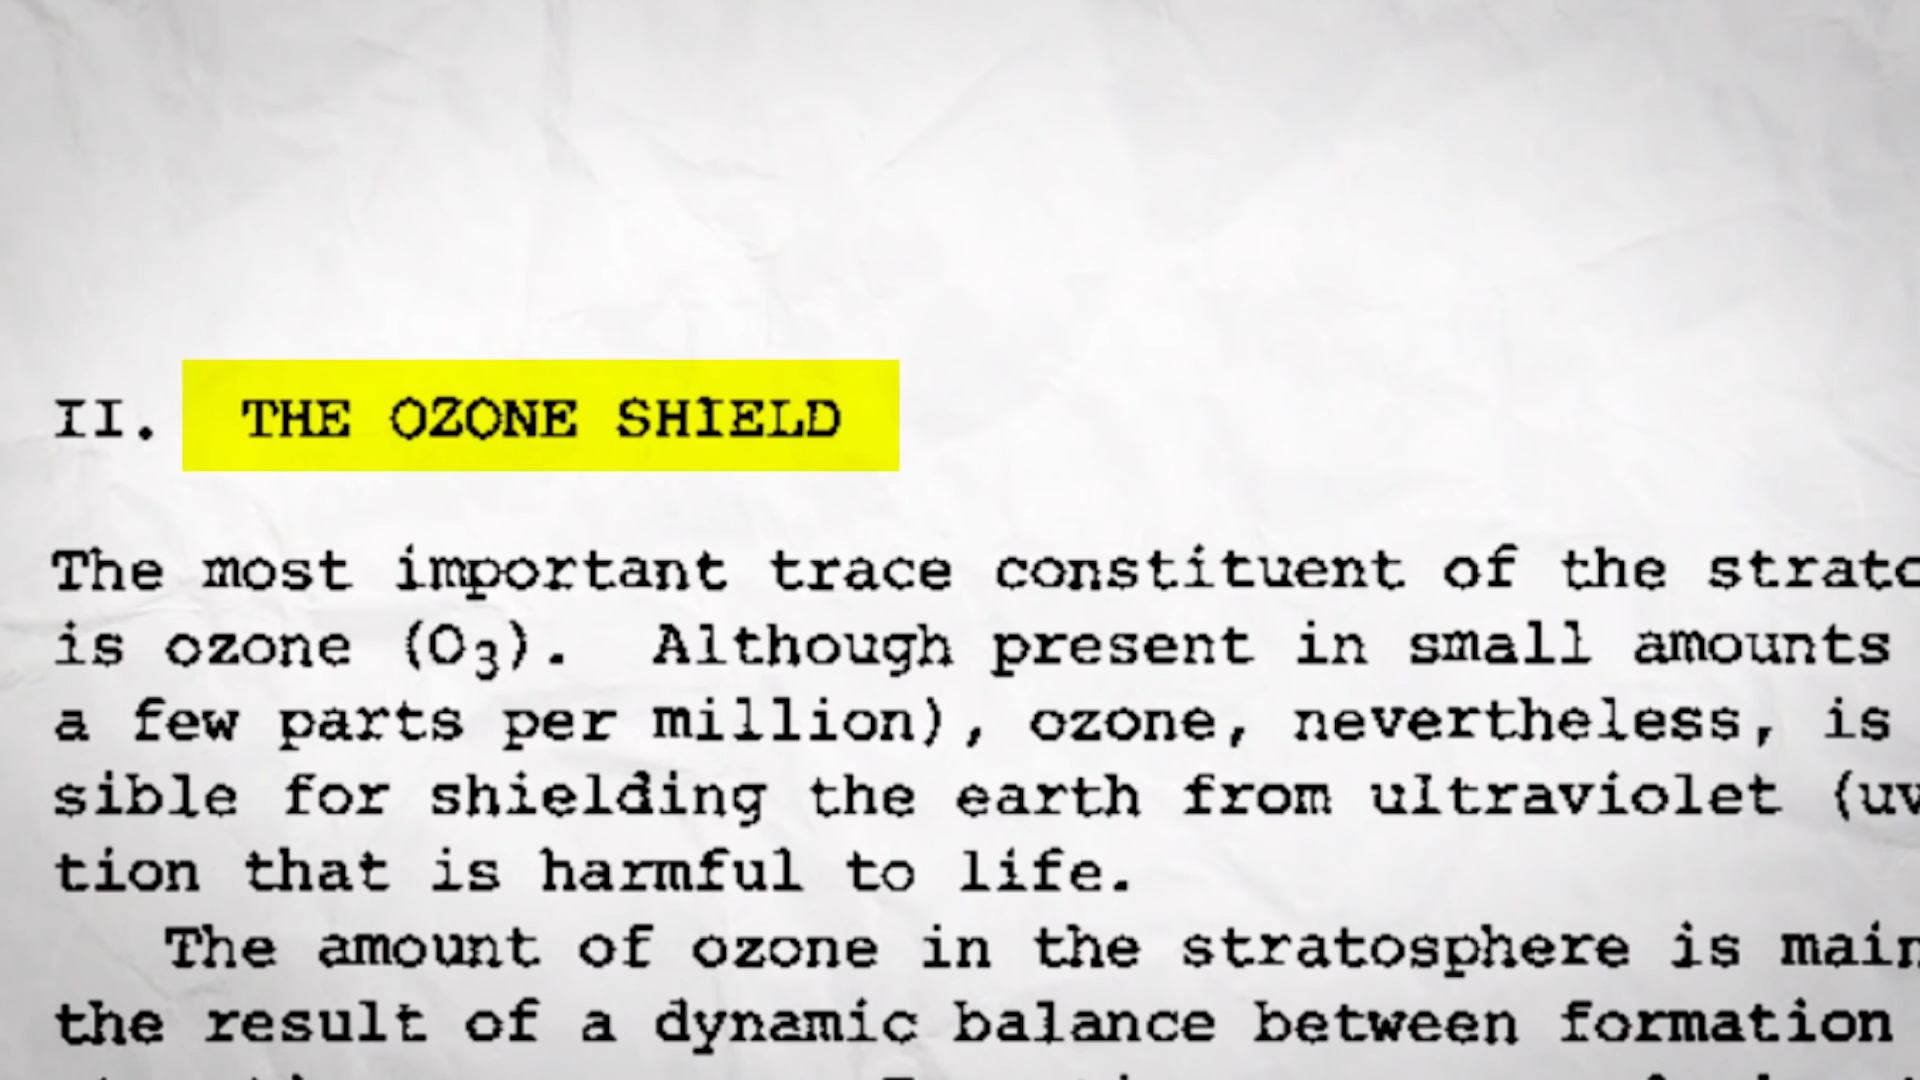 II. THE OZONE SHIELD
The most important trace constituent of the strato
is ozone (O₃). Although present in small amounts
a few parts per million), ozone, nevertheless, is
sible for shielding the earth from ultraviolet (uv
tion that is harmful to life.
The amount of ozone in the stratosphere is main
the result of a dynamic balance between formation